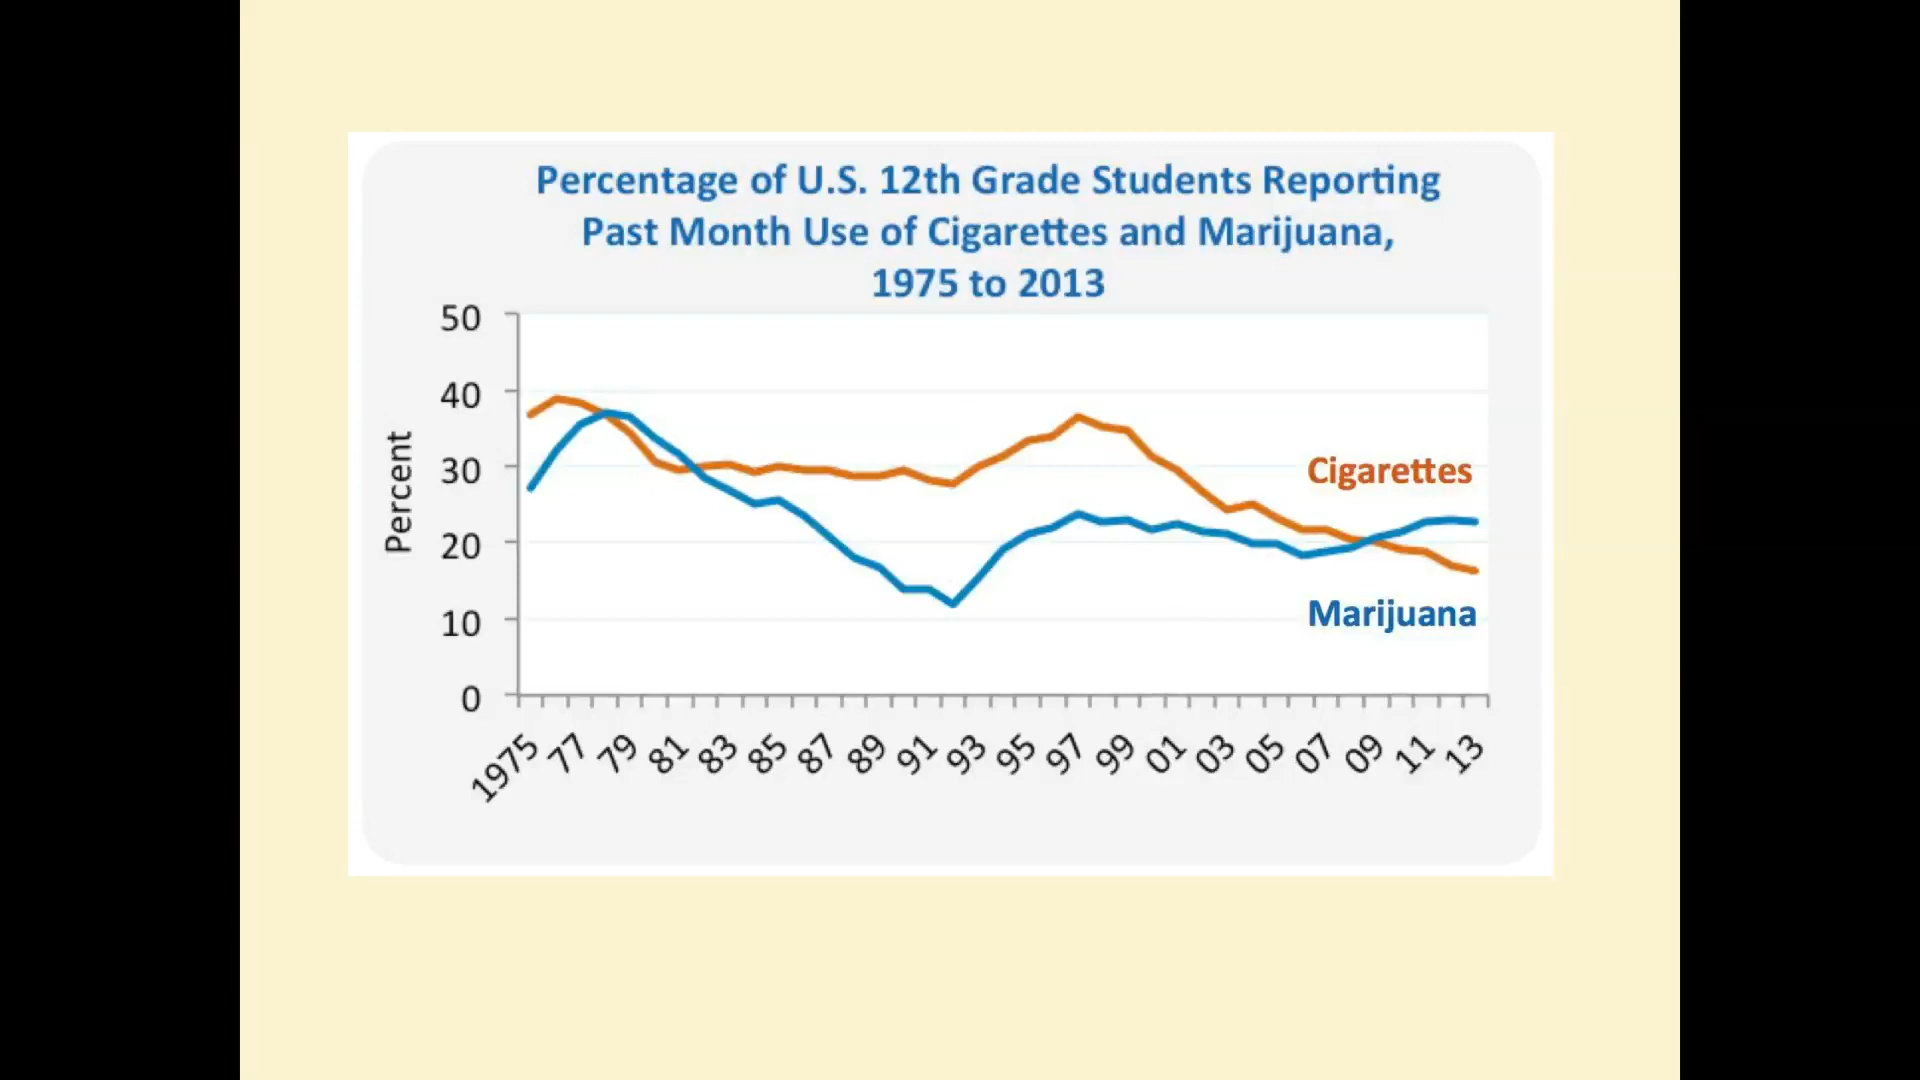 Percentage of U.S. 12th Grade Students Reporting
Past Month Use of Cigarettes and Marijuana,
1975 to 2013
50
40
30
20
10
0
Percent
Cigarettes
Marijuana
1975 77 79 81 83 85 87 89 91 93 95 97 99 01 03 05 07 09 11 13